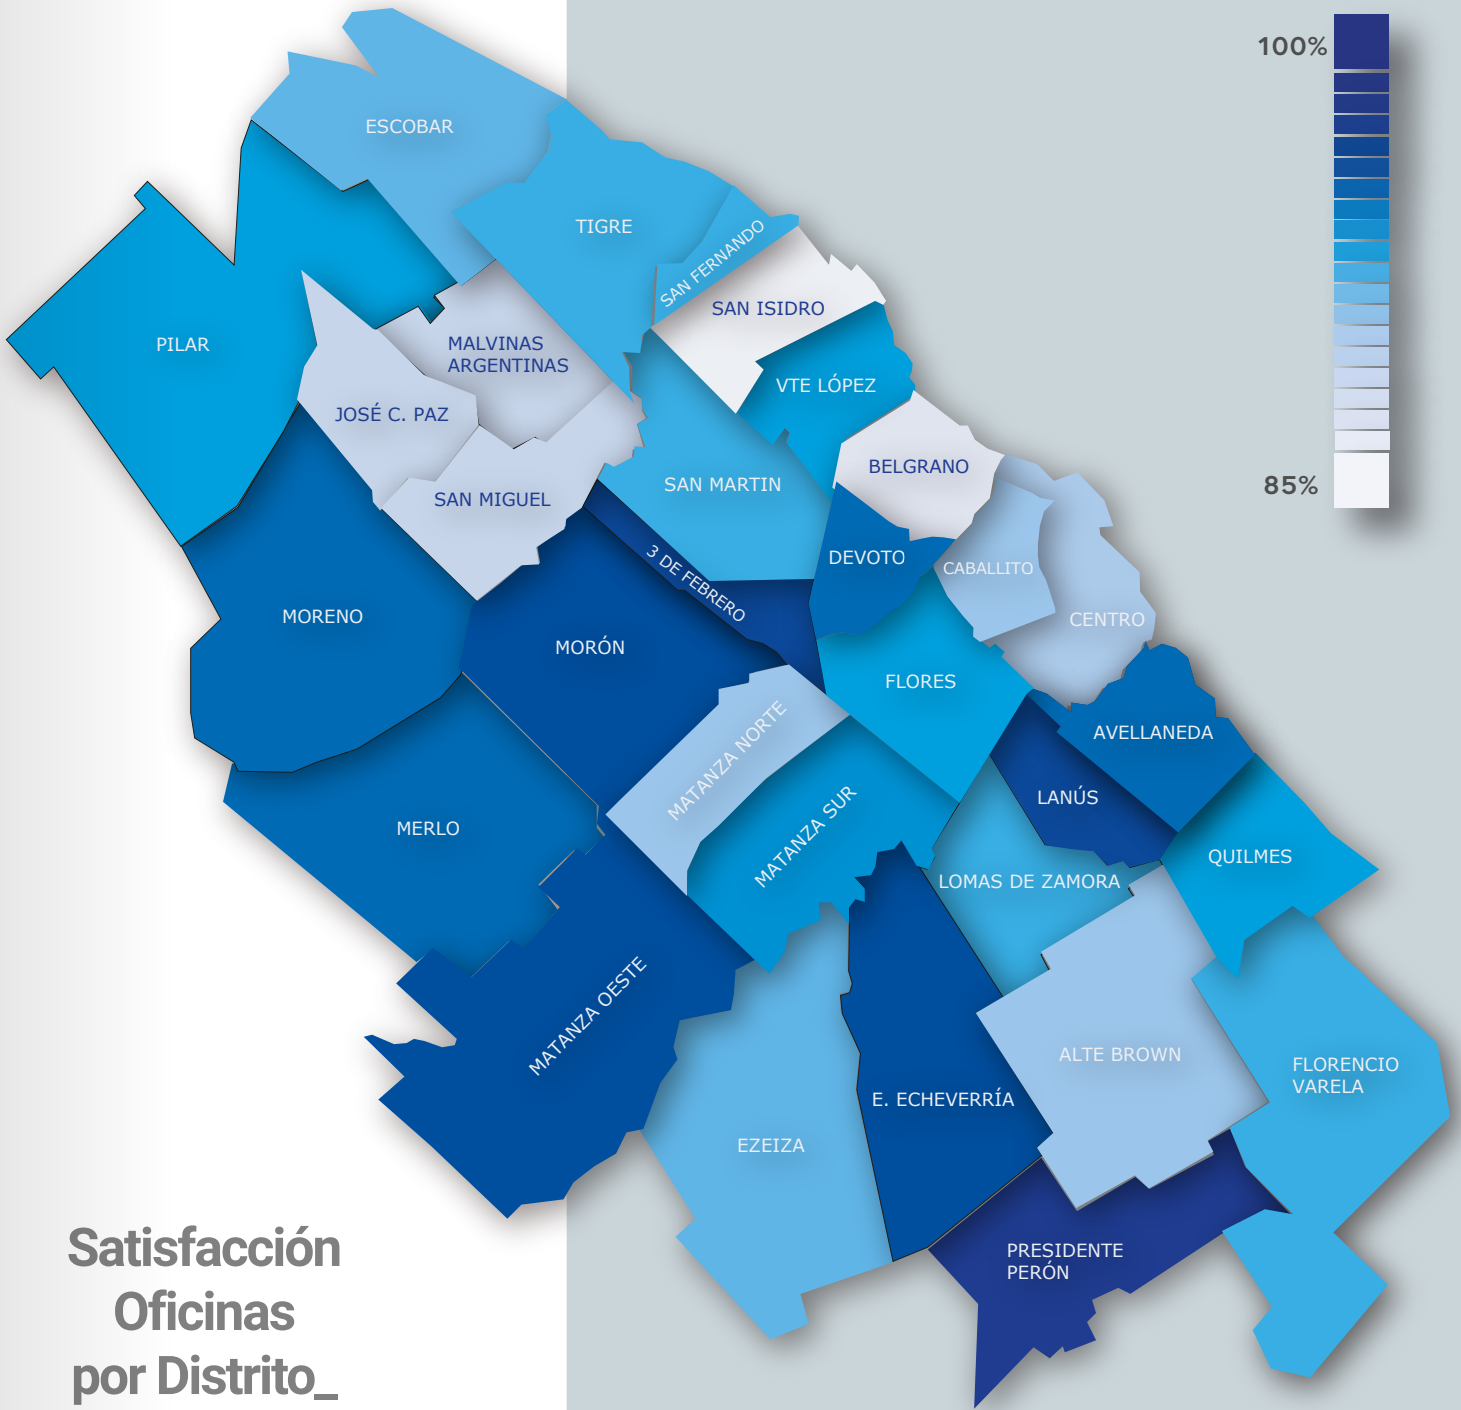 100%
ESCOBAR
TIGRE
SAN FERNANDO
SAN ISIDRO
PILAR
MALVINAS
ARGENTINAS
VTE LÓPEZ
JOSÉ C. PAZ
BELGRANO
SAN MARTIN
85%
SAN MIGUEL
DEVOTO
CABALLITO
3 DE FEBRERO
MORENO
CENTRO
MORÓN
FLORES
AVELLANEDA
MATANZA NORTE
LANÚS
MERLO
MATANZA SUR
QUILMES
LOMAS DE ZAMORA
MATANZA OESTE
ALTE BROWN
FLORENCIO
VARELA
E. ECHEVERRÍA
EZEIZA
PRESIDENTE
PERÓN
Satisfacción
Oficinas
por Distrito_